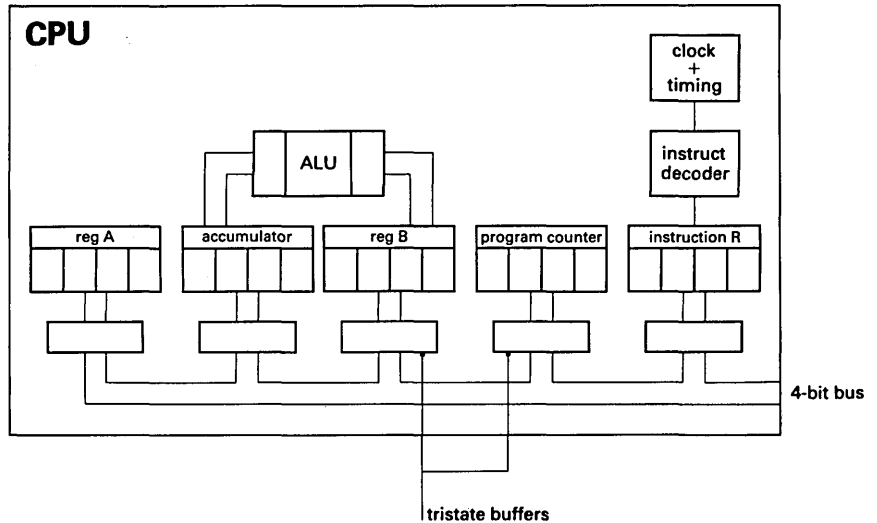 CPU
clock
+
timing
ALU
instruct
decoder
reg A
accumulator
reg B
program counter
instruction R
4-bit bus
tristate buffers